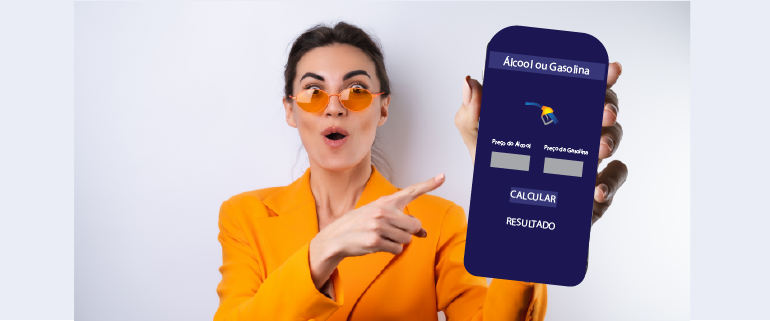 Álcool ou Gasolina
Preço do Álcool
Preço da Gasolina
CALCULAR
RESULTADO